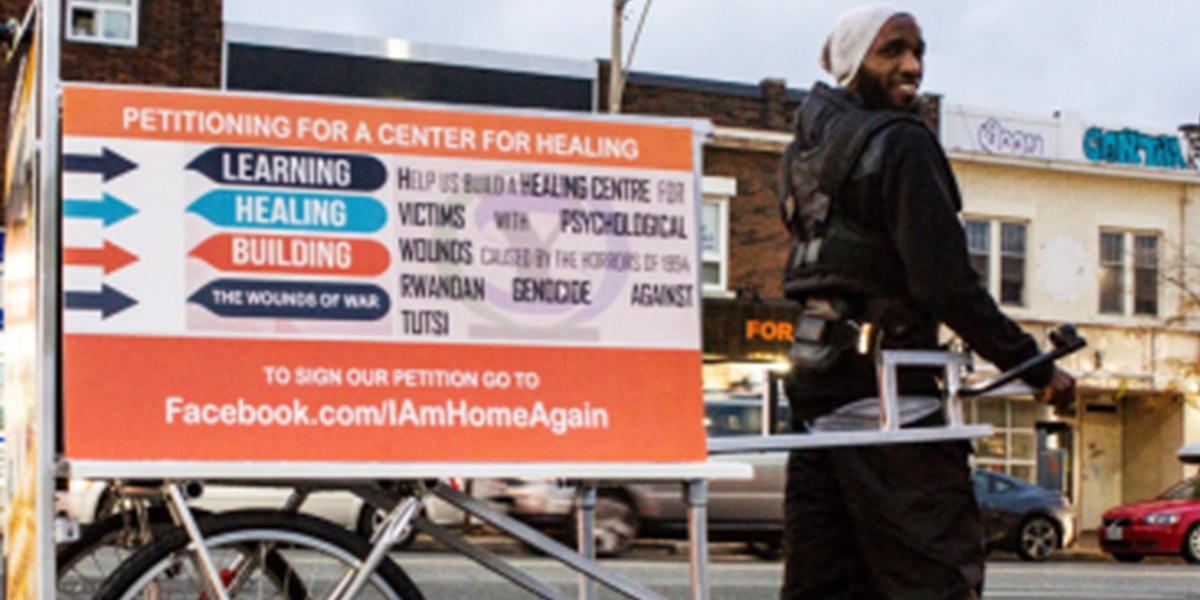 PETITIONING FOR A CENTER FOR HEALING
LEARNING
HEALING
BUILDING
THE WOUNDS OF WAR
HELP US BUILD A HEALING CENTRE FOR
VICTIMS WITH PSYCHOLOGICAL
WOUNDS CAUSED BY THE HORRORS OF 1994
RWANDAN GENOCIDE AGAINST
TUTSI
TO SIGN OUR PETITION GO TO
Facebook.com/IAmHomeAgain
FOR